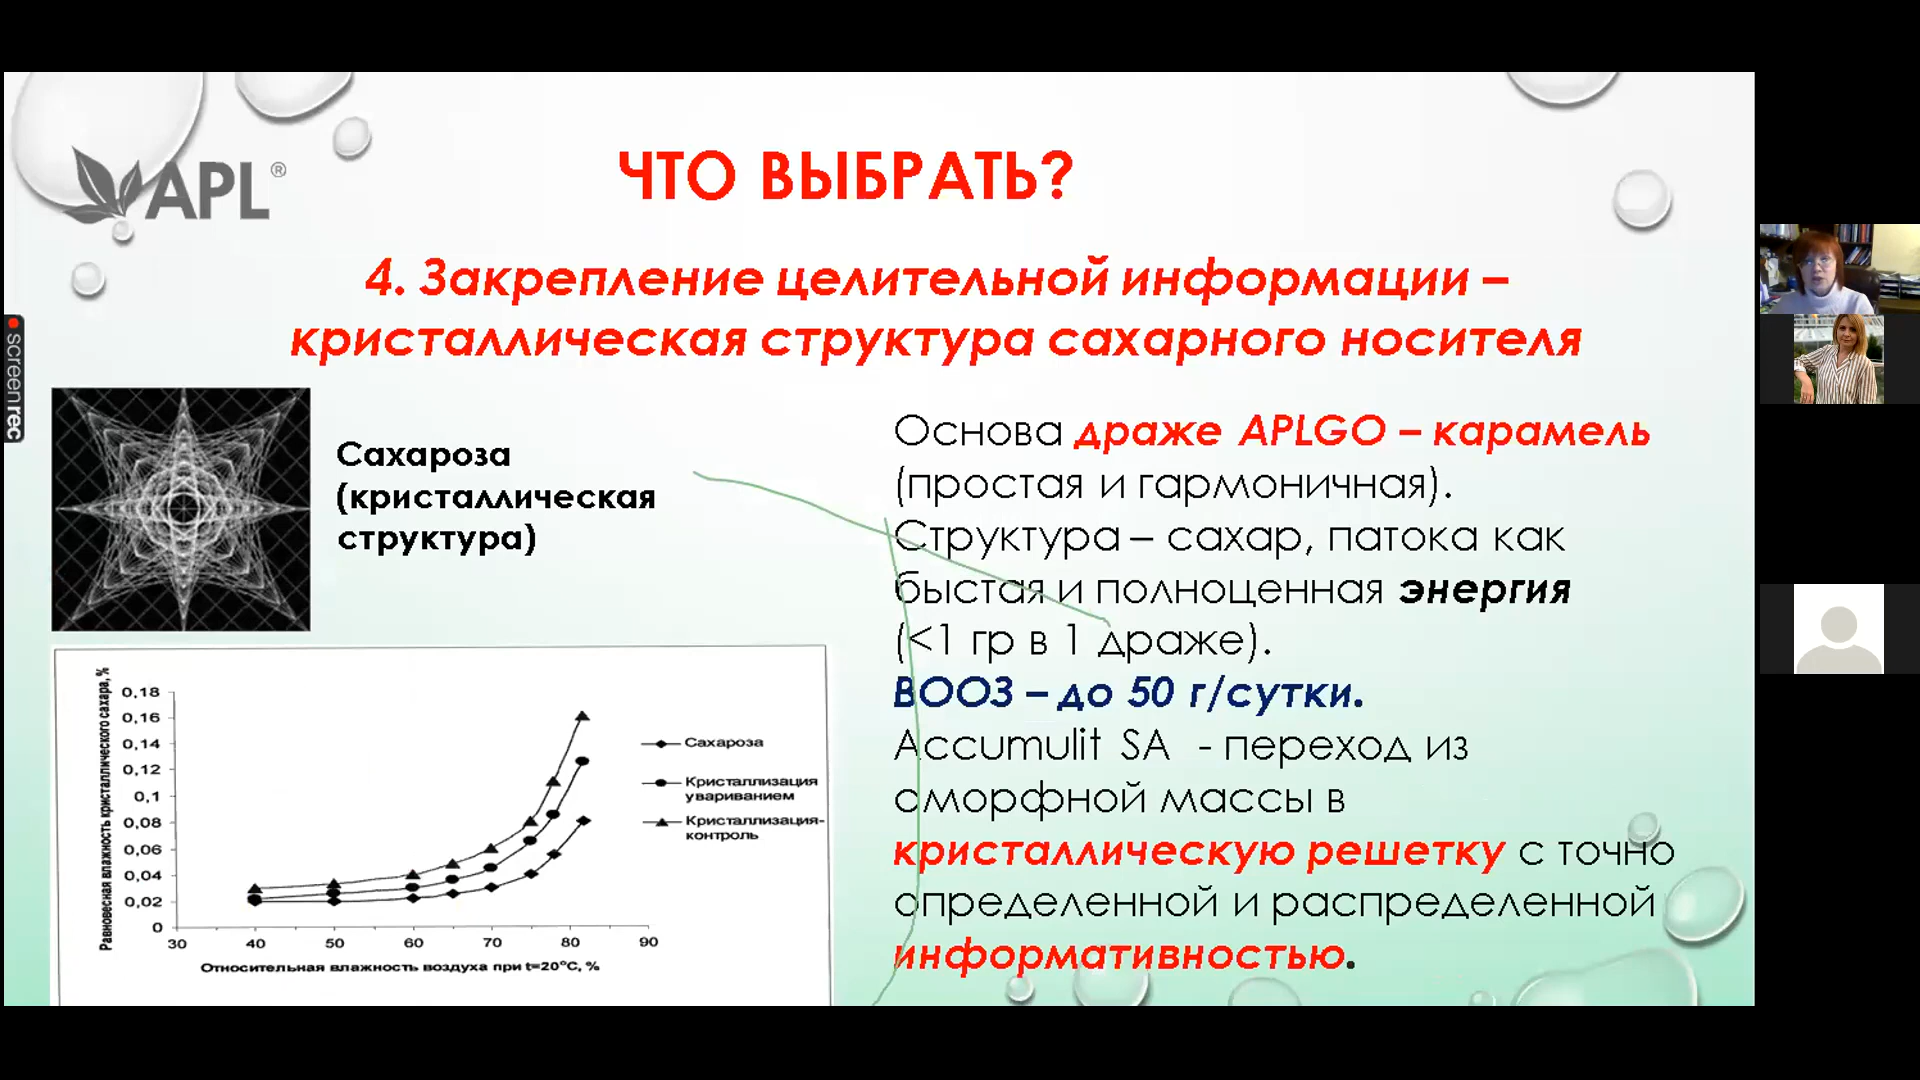 APL®
ЧТО ВЫБРАТЬ?
4. Закрепление целительной информации –
кристаллическая структура сахарного носителя
screenrec
Сахароза
(кристаллическая
структура)
Основа драже APLGO – карамель
(простая и гармоничная).
Структура – сахар, патока как
быстая и полноценная энергия
(<1 гр в 1 драже).
ВООЗ – до 50 г/сутки.
Accumulit SA - переход из
аморфной массы в
кристаллическую решетку с точно
определенной и распределенной
информативностью.
Равновесная влажность кристаллического сахара, %
0,18
0,16
0,14
0,12
0,1
0,08
0,06
0,04
0,02
0
30 40 50 60 70 80 90
Относительная влажность воздуха при t=20°C, %
Сахароза
Кристаллизация
увариванием
Кристаллизация-
контроль